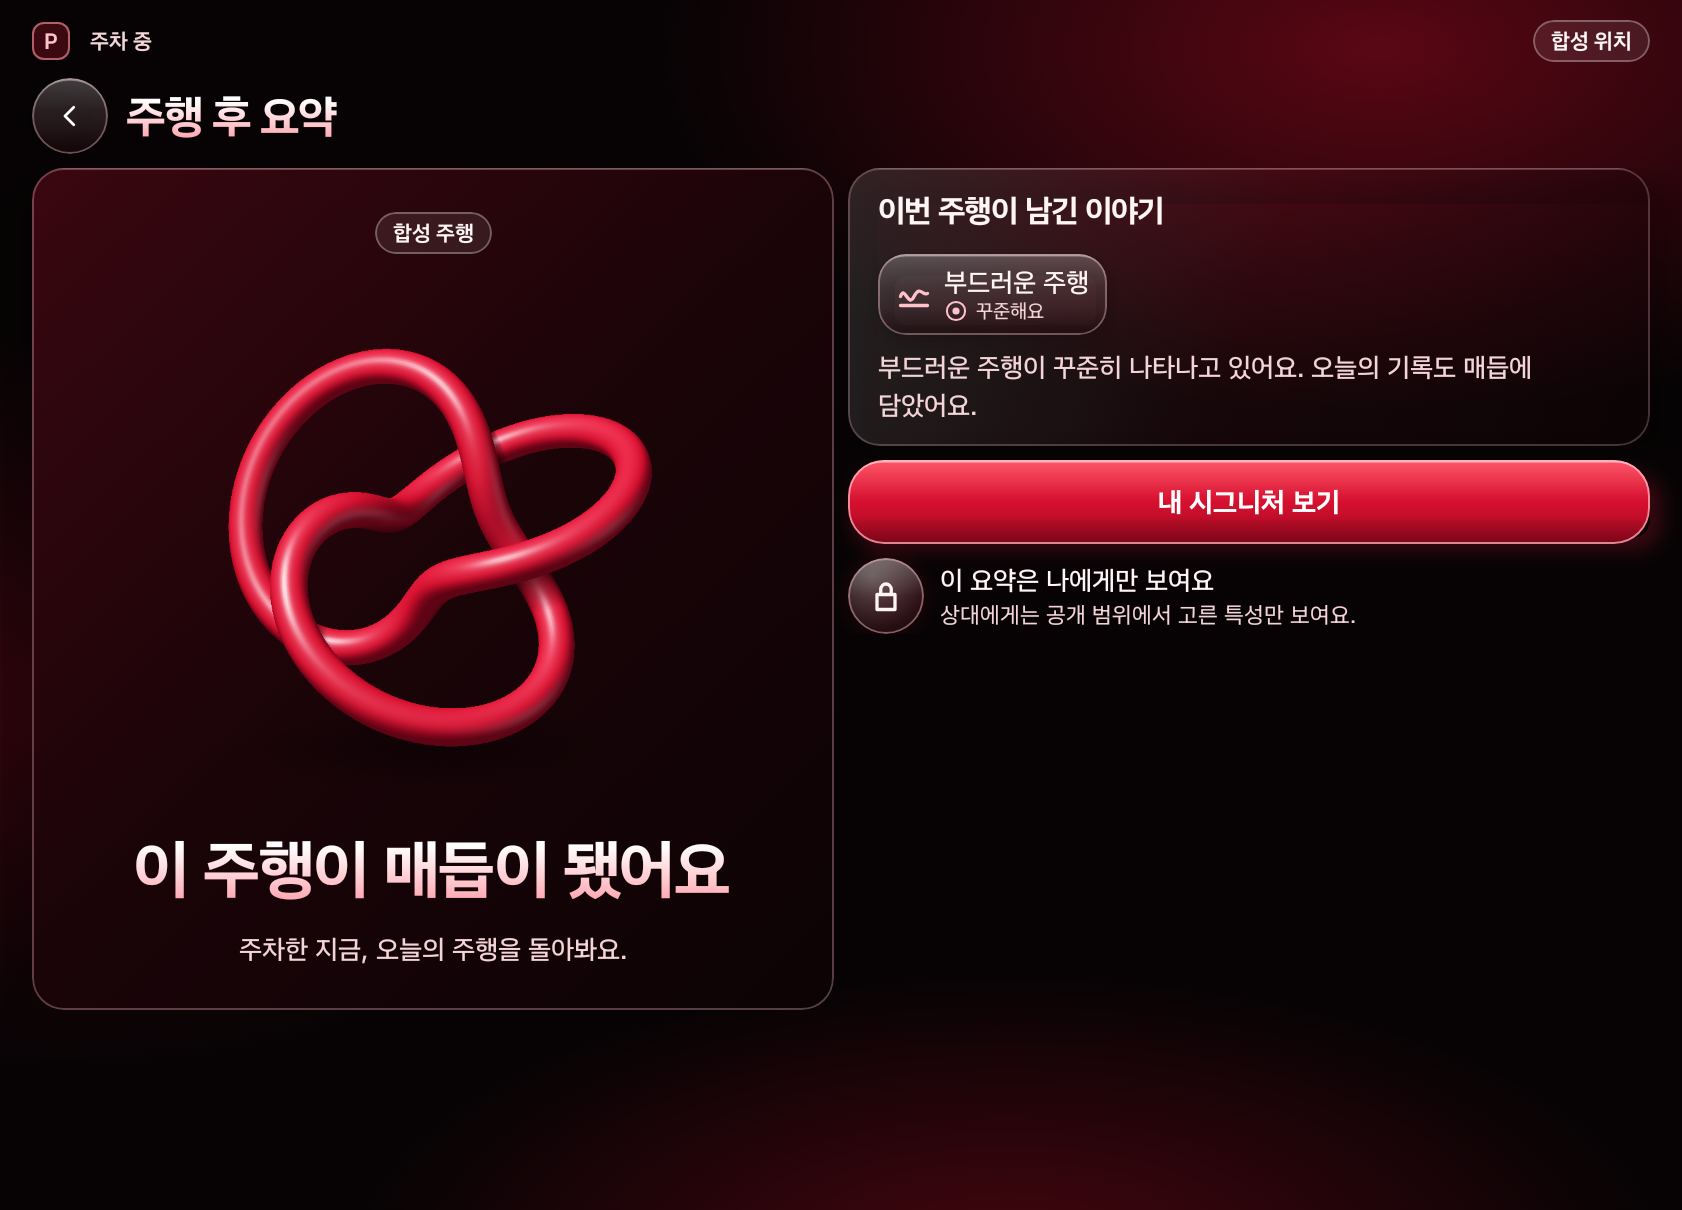 P 주차 중
합성 위치
주행 후 요약
합성 주행
이 주행이 매듭이 됐어요
주차한 지금, 오늘의 주행을 돌아봐요.
이번 주행이 남긴 이야기
부드러운 주행
꾸준해요
부드러운 주행이 꾸준히 나타나고 있어요. 오늘의 기록도 매듭에
담았어요.
내 시그니처 보기
이 요약은 나에게만 보여요
상대에게는 공개 범위에서 고른 특성만 보여요.